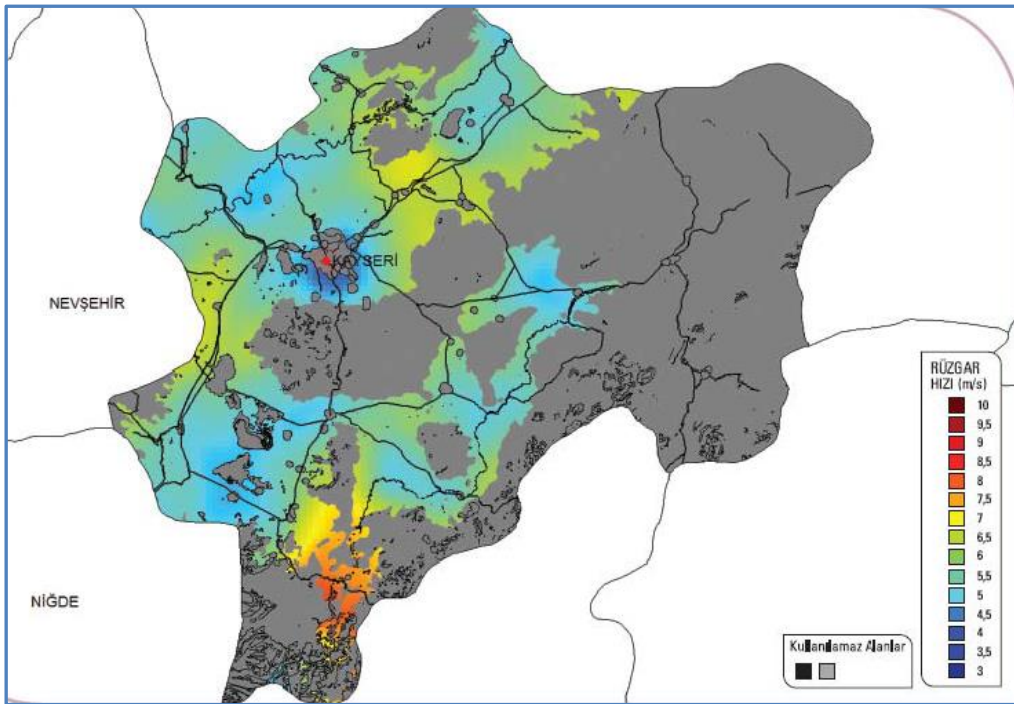 KAYSERİ
NEVŞEHİR
NİĞDE
RÜZGAR
HIZI (m/s)
10
9,5
9
8,5
8
7,5
7
6,5
6
5,5
5
4,5
4
3,5
3
Kullanılamaz Alanlar